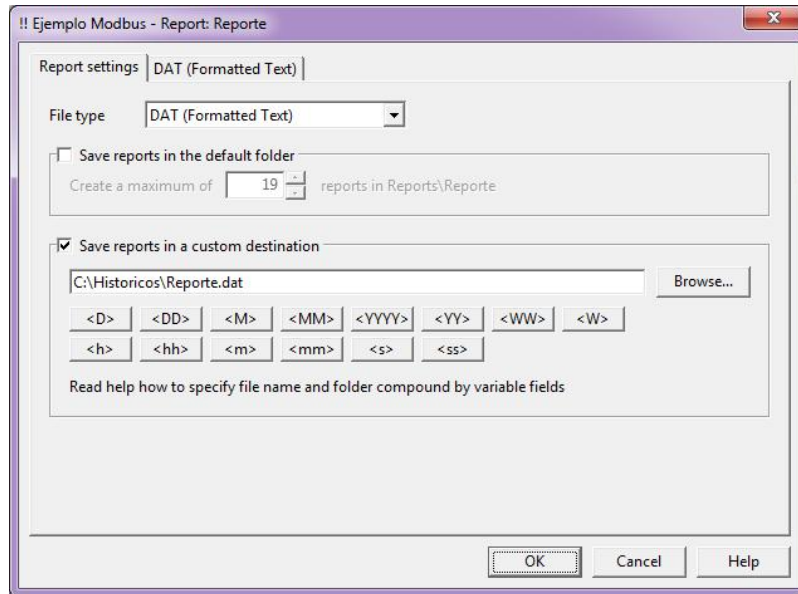 !! Ejemplo Modbus - Report: Reporte
Report settings DAT (Formatted Text)
File type DAT (Formatted Text)
Save reports in the default folder
Create a maximum of 19 reports in Reports\Reporte
Save reports in a custom destination
C:\Historicos\Reporte.dat Browse...
<D> <DD> <M> <MM> <YYYY> <YY> <WW> <W>
<h> <hh> <m> <mm> <s> <ss>
Read help how to specify file name and folder compound by variable fields
OK Cancel Help